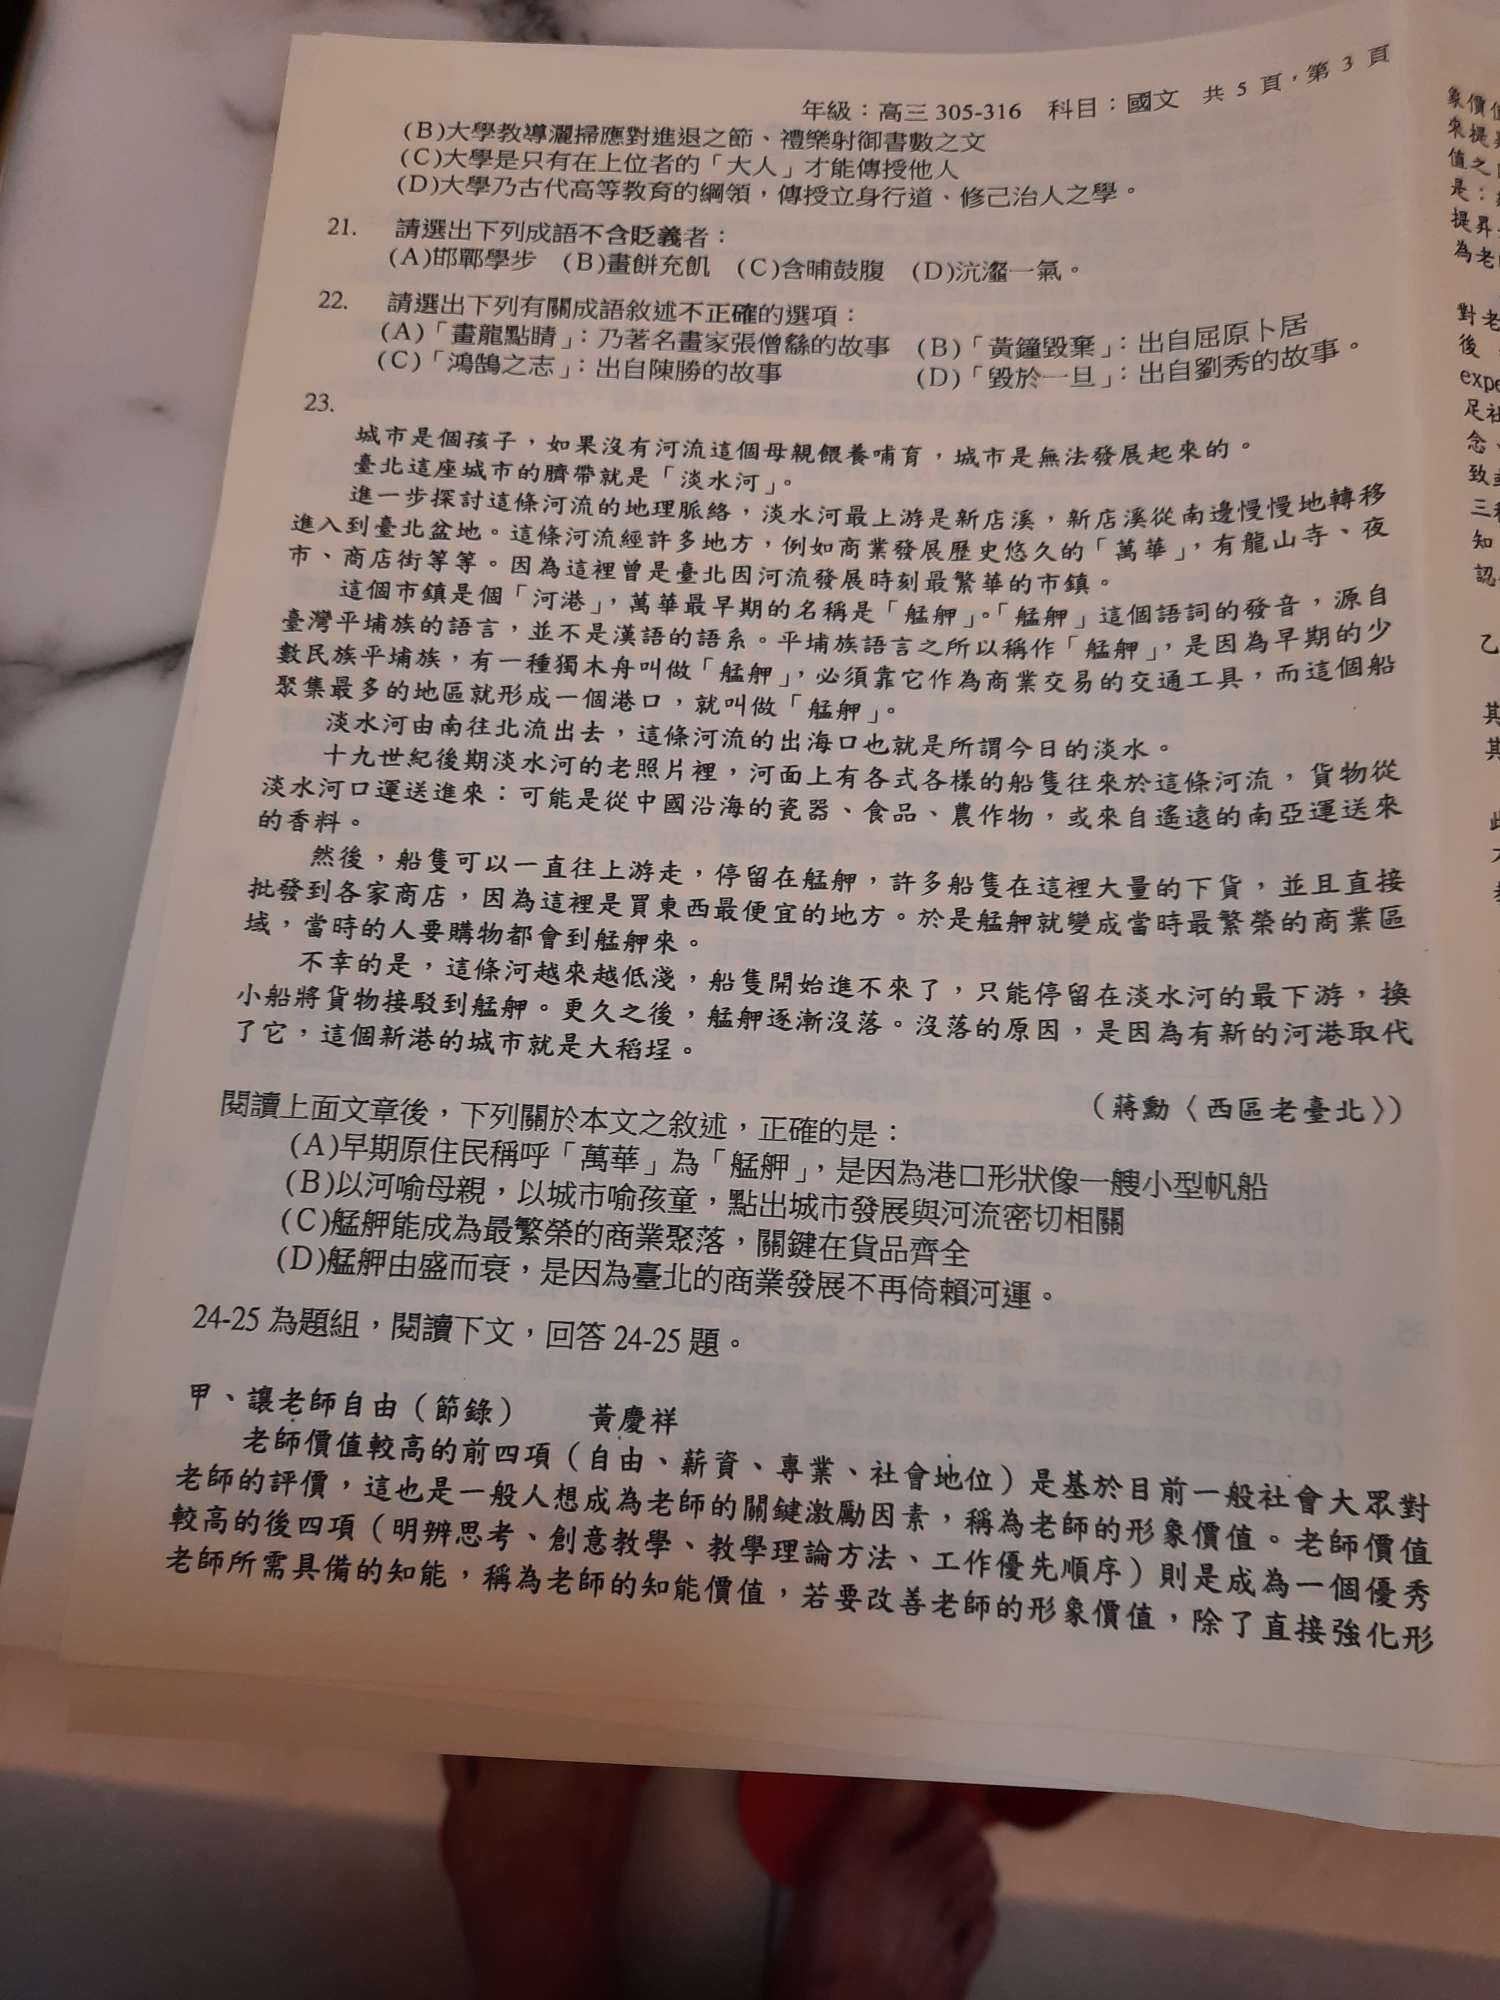 年級：高三 305-316　科目：國文　共 5 頁，第 3 頁
(B)大學教導灑掃應對進退之節、禮樂射御書數之文
(C)大學是只有在上位者的「大人」才能傳授他人
(D)大學乃古代高等教育的綱領，傳授立身行道、修己治人之學。
21.　請選出下列成語不含貶義者：
(A)邯鄲學步　(B)畫餅充飢　(C)含哺鼓腹　(D)沆瀣一氣。
22.　請選出下列有關成語敘述不正確的選項：
(A)「畫龍點睛」：乃著名畫家張僧繇的故事　(B)「黃鐘毀棄」：出自屈原卜居
(C)「鴻鵠之志」：出自陳勝的故事　(D)「毀於一旦」：出自劉秀的故事。
23.
城市是個孩子，如果沒有河流這個母親餵養哺育，城市是無法發展起來的。
臺北這座城市的臍帶就是「淡水河」。
進一步探討這條河流的地理脈絡，淡水河最上游是新店溪，新店溪從南邊慢慢地轉移
進入到臺北盆地。這條河流經許多地方，例如商業發展歷史悠久的「萬華」，有龍山寺、夜
市、商店街等等。因為這裡曾是臺北因河流發展時刻最繁華的市鎮。
這個市鎮是個「河港」，萬華最早期的名稱是「艋舺」。「艋舺」這個語詞的發音，源自
臺灣平埔族的語言，並不是漢語的語系。平埔族語言之所以稱作「艋舺」，是因為早期的少
數民族平埔族，有一種獨木舟叫做「艋舺」，必須靠它作為商業交易的交通工具，而這個船
聚集最多的地區就形成一個港口，就叫做「艋舺」。
淡水河由南往北流出去，這條河流的出海口也就是所謂今日的淡水。
十九世紀後期淡水河的老照片裡，河面上有各式各樣的船隻往來於這條河流，貨物從
淡水河口運送進來：可能是從中國沿海的瓷器、食品、農作物，或來自遙遠的南亞運送來
的香料。
然後，船隻可以一直往上游走，停留在艋舺，許多船隻在這裡大量的下貨，並且直接
批發到各家商店，因為這裡是買東西最便宜的地方。於是艋舺就變成當時最繁榮的商業區
域，當時的人要購物都會到艋舺來。
不幸的是，這條河越來越低淺，船隻開始進不來了，只能停留在淡水河的最下游，換
小船將貨物接駁到艋舺。更久之後，艋舺逐漸沒落。沒落的原因，是因為有新的河港取代
了它，這個新港的城市就是大稻埕。
（蔣勳〈西區老臺北〉）
閱讀上面文章後，下列關於本文之敘述，正確的是：
(A)早期原住民稱呼「萬華」為「艋舺」，是因為港口形狀像一艘小型帆船
(B)以河喻母親，以城市喻孩童，點出城市發展與河流密切相關
(C)艋舺能成為最繁榮的商業聚落，關鍵在貨品齊全
(D)艋舺由盛而衰，是因為臺北的商業發展不再倚賴河運。
24-25 為題組，閱讀下文，回答 24-25 題。
甲、讓老師自由（節錄）　黃慶祥
老師價值較高的前四項（自由、薪資、專業、社會地位）是基於目前一般社會大眾對
老師的評價，這也是一般人想成為老師的關鍵激勵因素，稱為老師的形象價值。老師價值
較高的後四項（明辨思考、創意教學、教學理論方法、工作優先順序）則是成為一個優秀
老師所需具備的知能，稱為老師的知能價值，若要改善老師的形象價值，除了直接強化形
象價值
來提
值之
是：
提昇
為老
對老
後
expe
足社
念、
致
三
知
認
乙
其